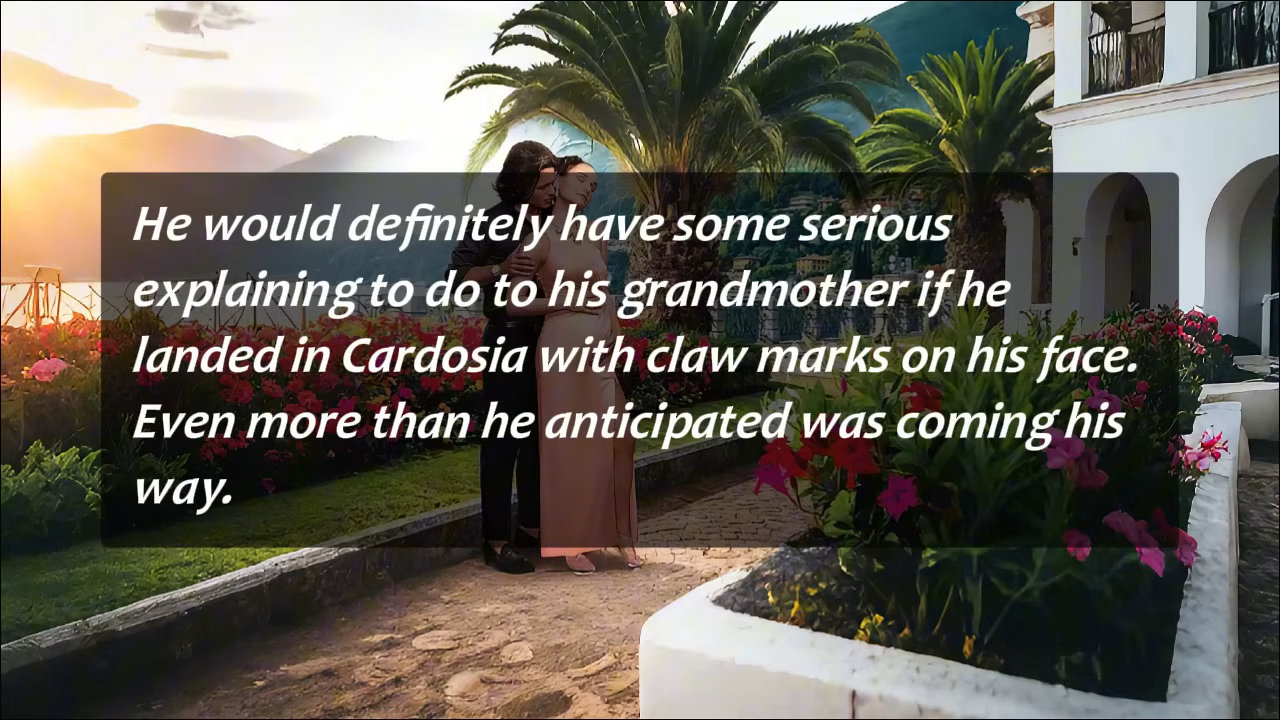 He would definitely have some serious
explaining to do to his grandmother if he
landed in Cardosia with claw marks on his face.
Even more than he anticipated was coming his
way.